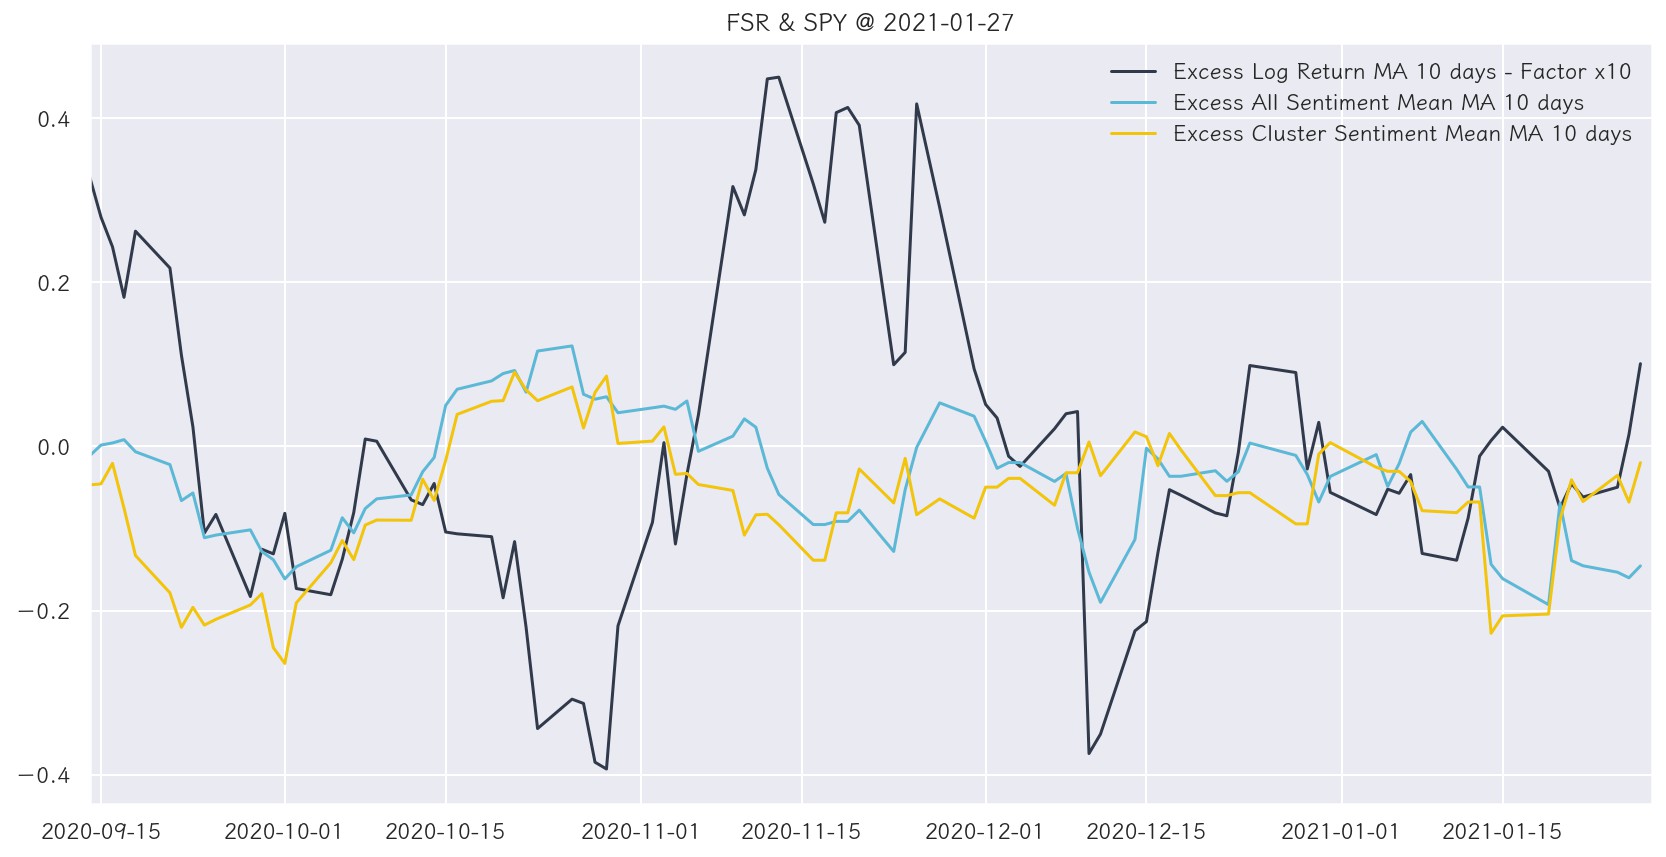 FSR & SPY @ 2021-01-27
Excess Log Return MA 10 days - Factor x10
Excess All Sentiment Mean MA 10 days
Excess Cluster Sentiment Mean MA 10 days
0.4
0.2
0.0
−0.2
−0.4
2020-09-15 2020-10-01 2020-10-15 2020-11-01 2020-11-15 2020-12-01 2020-12-15 2021-01-01 2021-01-15